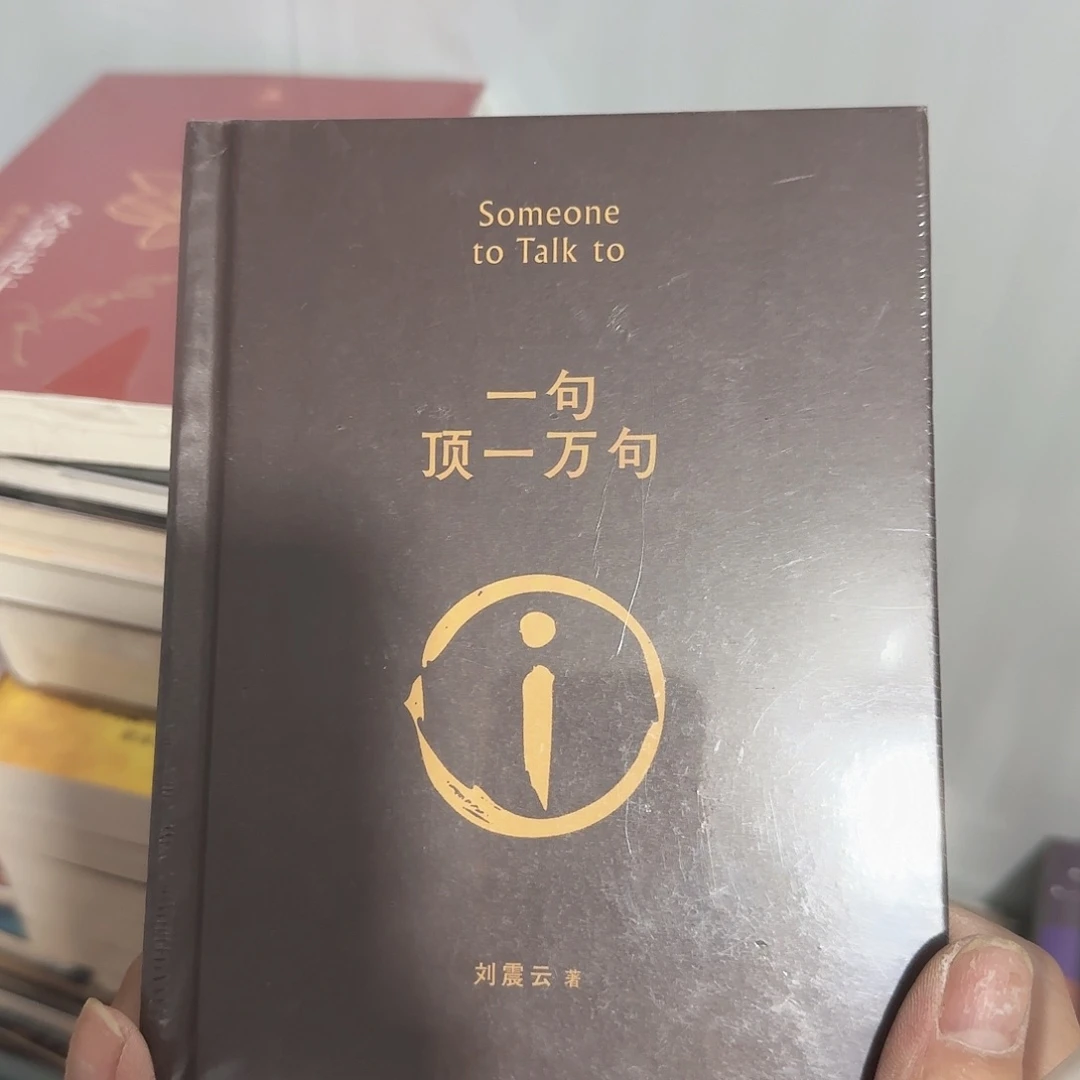 Someone
to Talk to
一句
顶一万句
i
刘震云 著